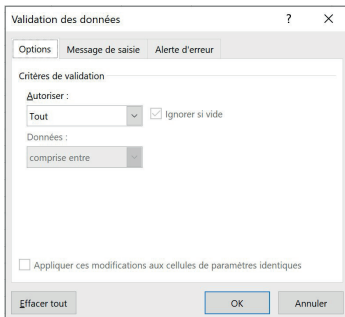 Validation des données ? ×
Options Message de saisie Alerte d'erreur
Critères de validation
Autoriser :
Tout Ignorer si vide
Données :
comprise entre
Appliquer ces modifications aux cellules de paramètres identiques
Effacer tout OK Annuler